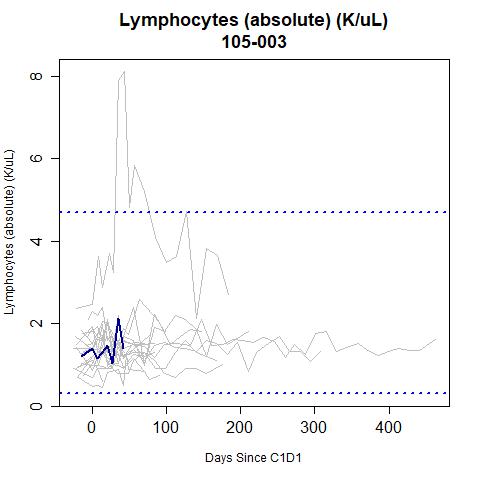 Lymphocytes (absolute) (K/uL)
105-003
Lymphocytes (absolute) (K/uL)
8
6
4
2
0
0 100 200 300 400
Days Since C1D1